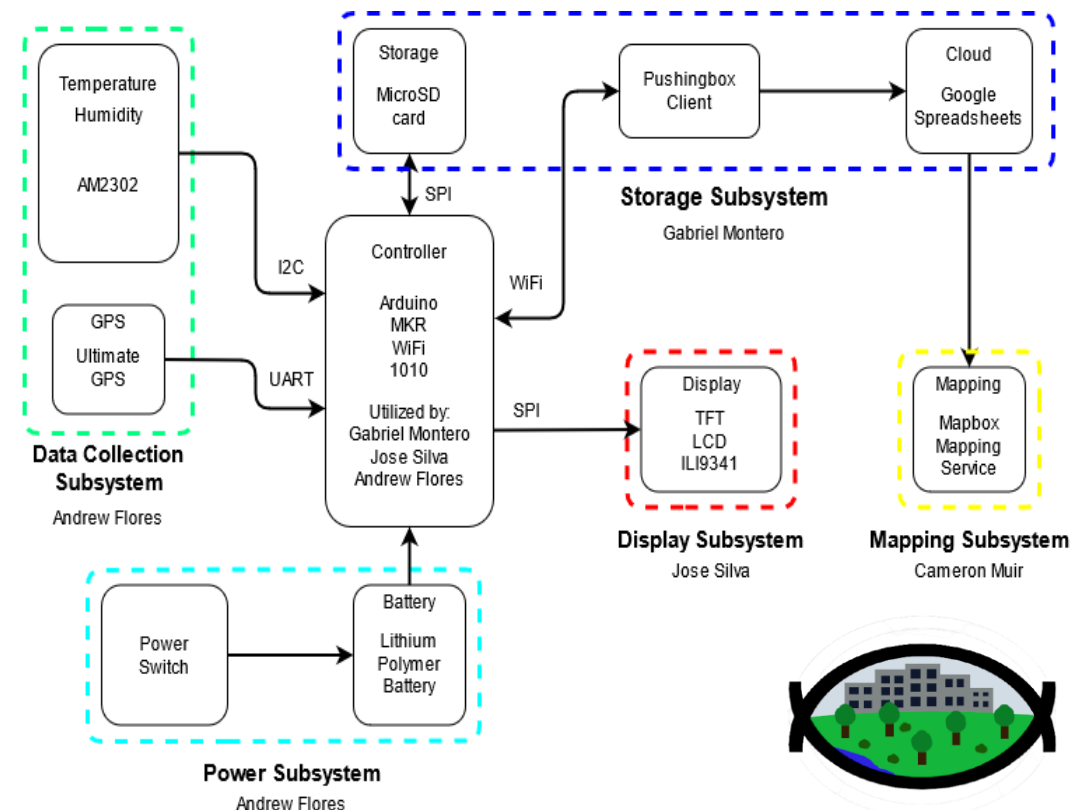 Temperature
Humidity
AM2302
GPS
Ultimate
GPS
Data Collection
Subsystem
Andrew Flores
I2C
UART
Storage
MicroSD
card
SPI
Pushingbox
Client
Cloud
Google
Spreadsheets
Storage Subsystem
Gabriel Montero
Controller
Arduino
MKR
WiFi
1010
Utilized by:
Gabriel Montero
Jose Silva
Andrew Flores
WiFi
SPI
Display
TFT
LCD
ILI9341
Display Subsystem
Jose Silva
Mapping
Mapbox
Mapping
Service
Mapping Subsystem
Cameron Muir
Power
Switch
Battery
Lithium
Polymer
Battery
Power Subsystem
Andrew Flores